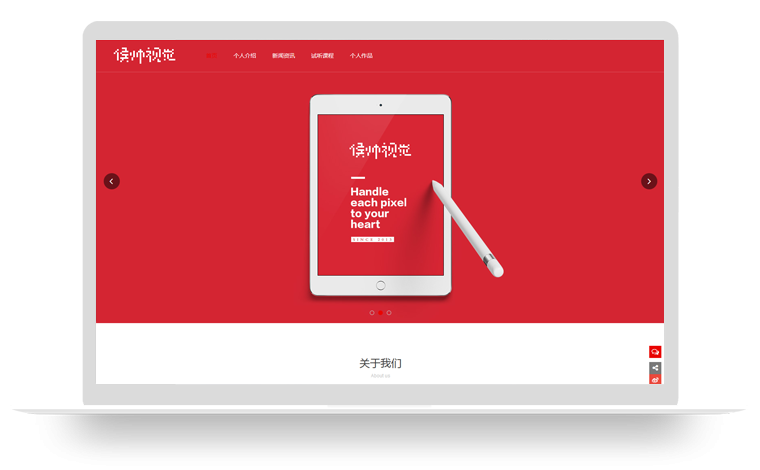 侯帅视觉
首页
个人介绍
新闻资讯
试听课程
个人作品
侯帅视觉
Handle
each pixel
to your
heart
SINCE 2012
关于我们
About us